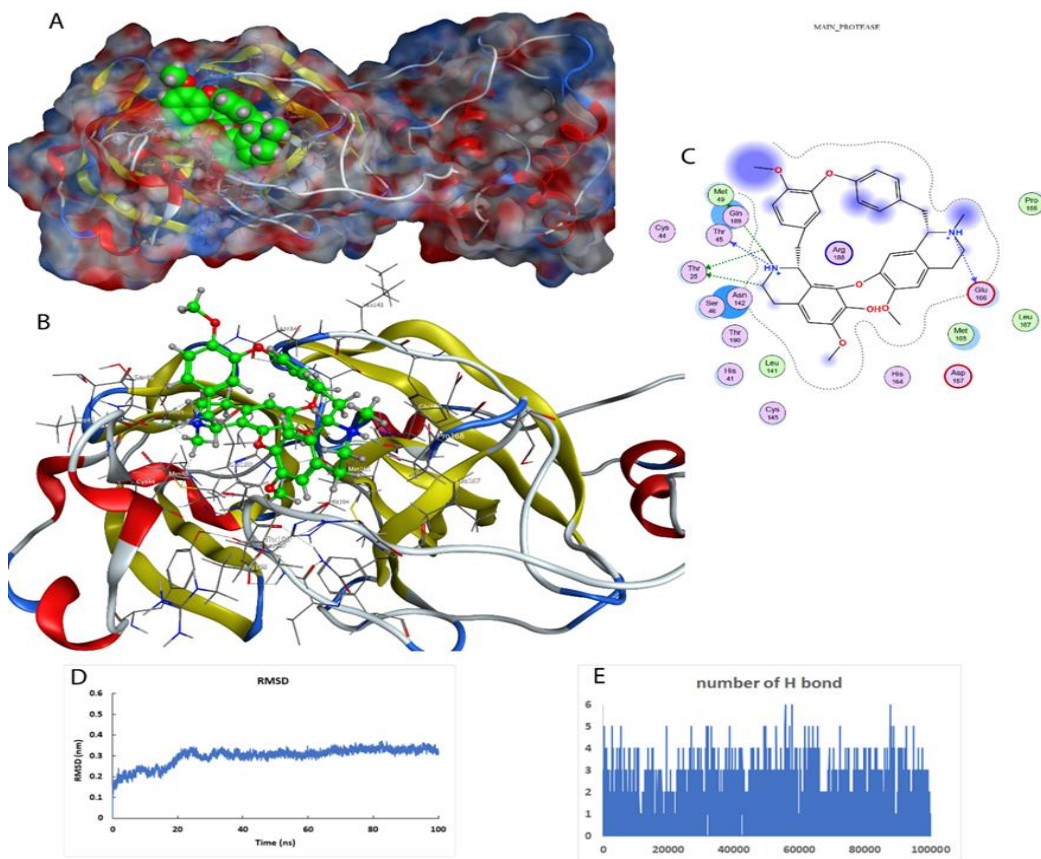 A
MAIN_PROTEASE
C
Met 49
Gln 189
Thr 45
Cys 44
Thr 25
Ser 46
Asn 142
Thr 190
His 41
Leu 141
Cys 145
Arg 188
Pro 168
Glu 166
Leu 167
Met 165
His 164
Asp 187
O
O
NH
+
HN
+
O
OH
O
O
B
Pro168
D
RMSD
RMSD (nm)
0.6
0.5
0.4
0.3
0.2
0.1
0
0 20 40 60 80 100
Time (ns)
E
number of H bond
6
5
4
3
2
1
0
0 20000 40000 60000 80000 100000